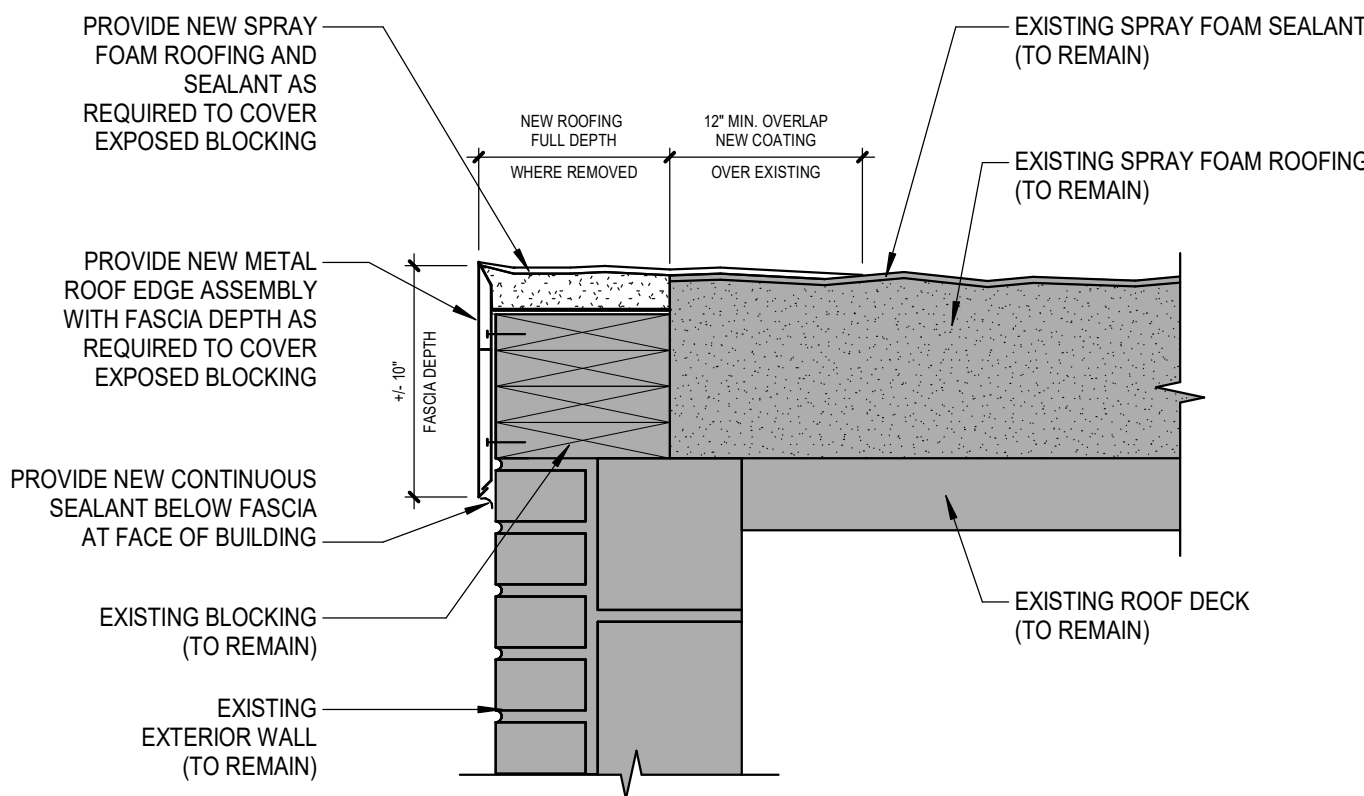 PROVIDE NEW SPRAY
FOAM ROOFING AND
SEALANT AS
REQUIRED TO COVER
EXPOSED BLOCKING
NEW ROOFING
FULL DEPTH
WHERE REMOVED
12" MIN. OVERLAP
NEW COATING
OVER EXISTING
EXISTING SPRAY FOAM SEALANT
(TO REMAIN)
EXISTING SPRAY FOAM ROOFING
(TO REMAIN)
PROVIDE NEW METAL
ROOF EDGE ASSEMBLY
WITH FASCIA DEPTH AS
REQUIRED TO COVER
EXPOSED BLOCKING
+/- 10"
FASCIA DEPTH
PROVIDE NEW CONTINUOUS
SEALANT BELOW FASCIA
AT FACE OF BUILDING
EXISTING BLOCKING
(TO REMAIN)
EXISTING
EXTERIOR WALL
(TO REMAIN)
EXISTING ROOF DECK
(TO REMAIN)